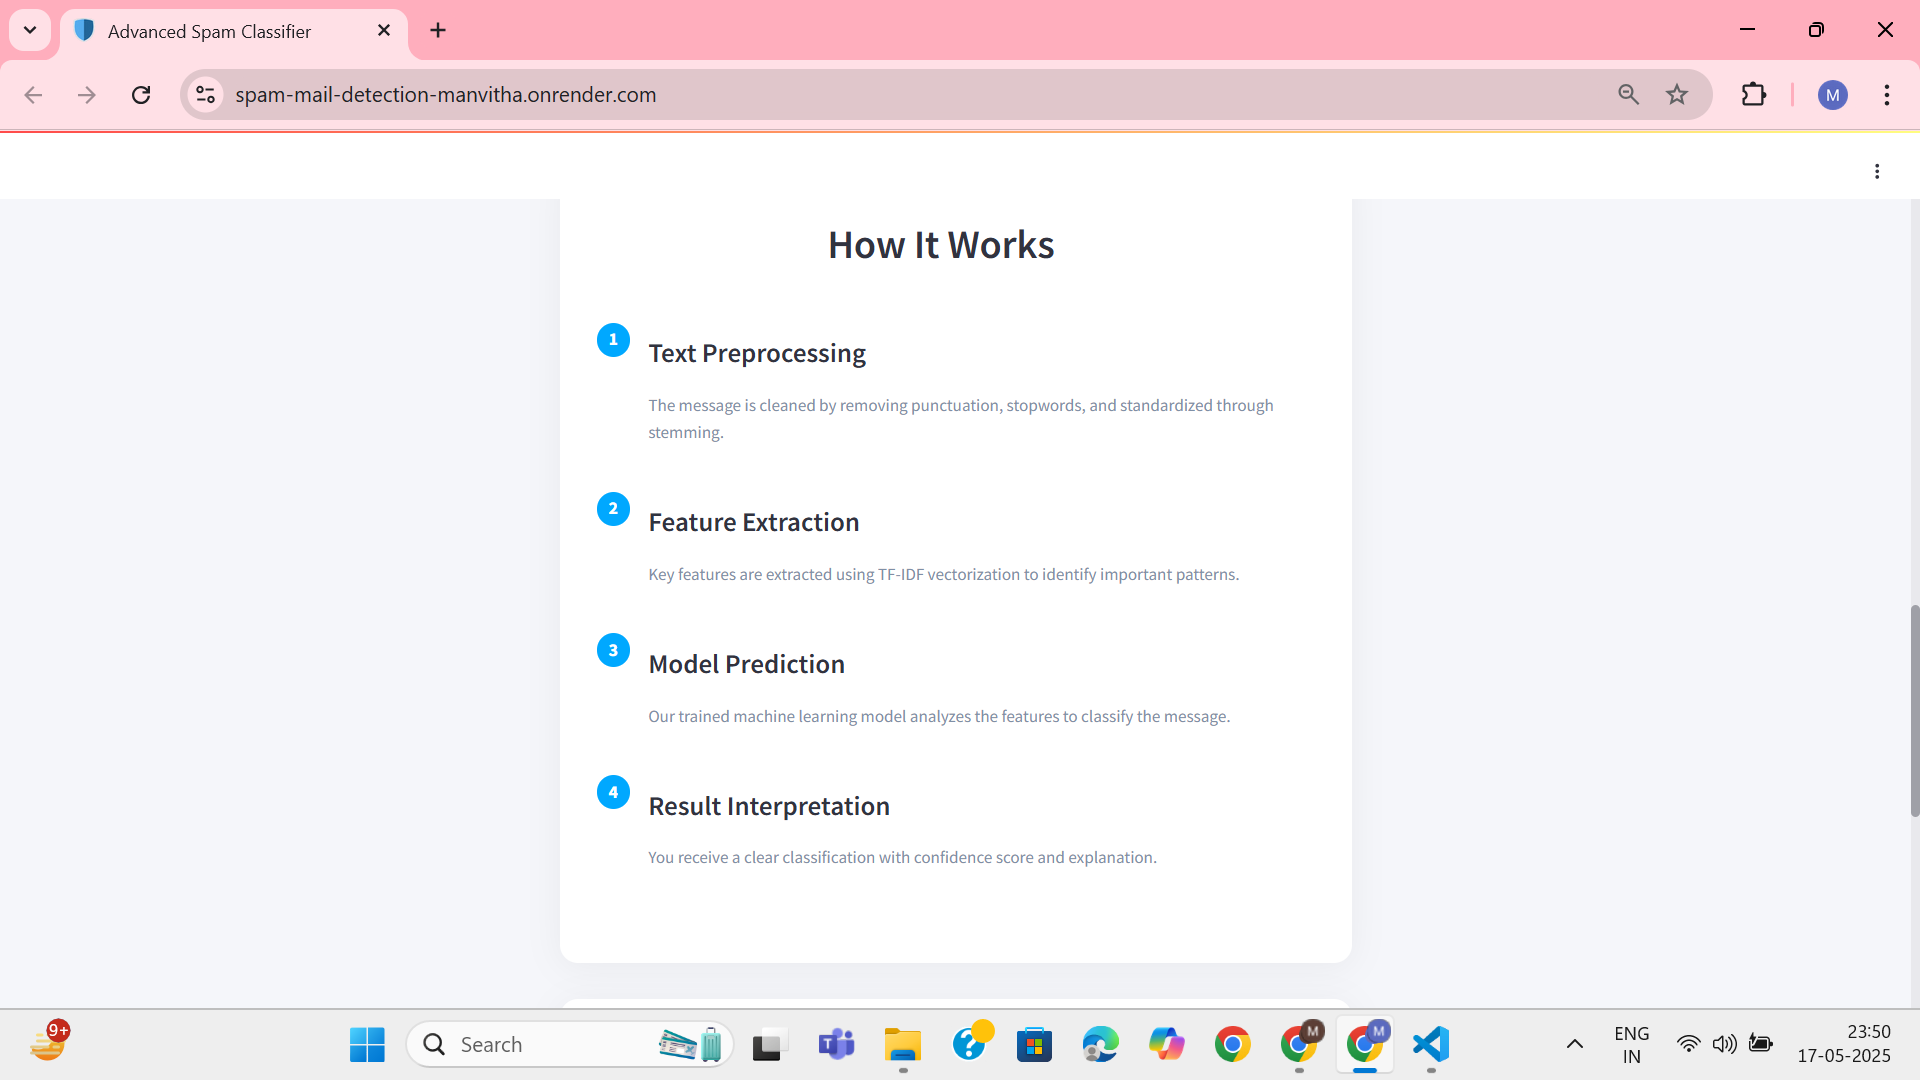 Advanced Spam Classifier
spam-mail-detection-manvitha.onrender.com
M
How It Works
1
Text Preprocessing
The message is cleaned by removing punctuation, stopwords, and standardized through
stemming.
2
Feature Extraction
Key features are extracted using TF-IDF vectorization to identify important patterns.
3
Model Prediction
Our trained machine learning model analyzes the features to classify the message.
4
Result Interpretation
You receive a clear classification with confidence score and explanation.
9+
Search
T
M
M
ENG
IN
23:50
17-05-2025